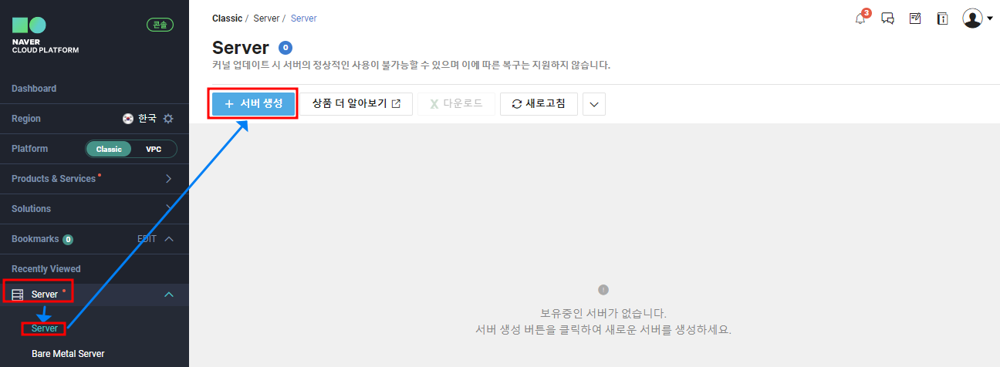 NAVER
CLOUD PLATFORM
콘솔
Dashboard
Region 한국
Platform Classic VPC
Products & Services
Solutions
Bookmarks 0 EDIT
Recently Viewed
Server
Server
Bare Metal Server
Classic / Server / Server
3
Server 0
커널 업데이트 시 서버의 정상적인 사용이 불가능할 수 있으며 이에 따른 복구는 지원하지 않습니다.
+ 서버 생성 상품 더 알아보기 다운로드 새로고침
보유중인 서버가 없습니다.
서버 생성 버튼을 클릭하여 새로운 서버를 생성하세요.